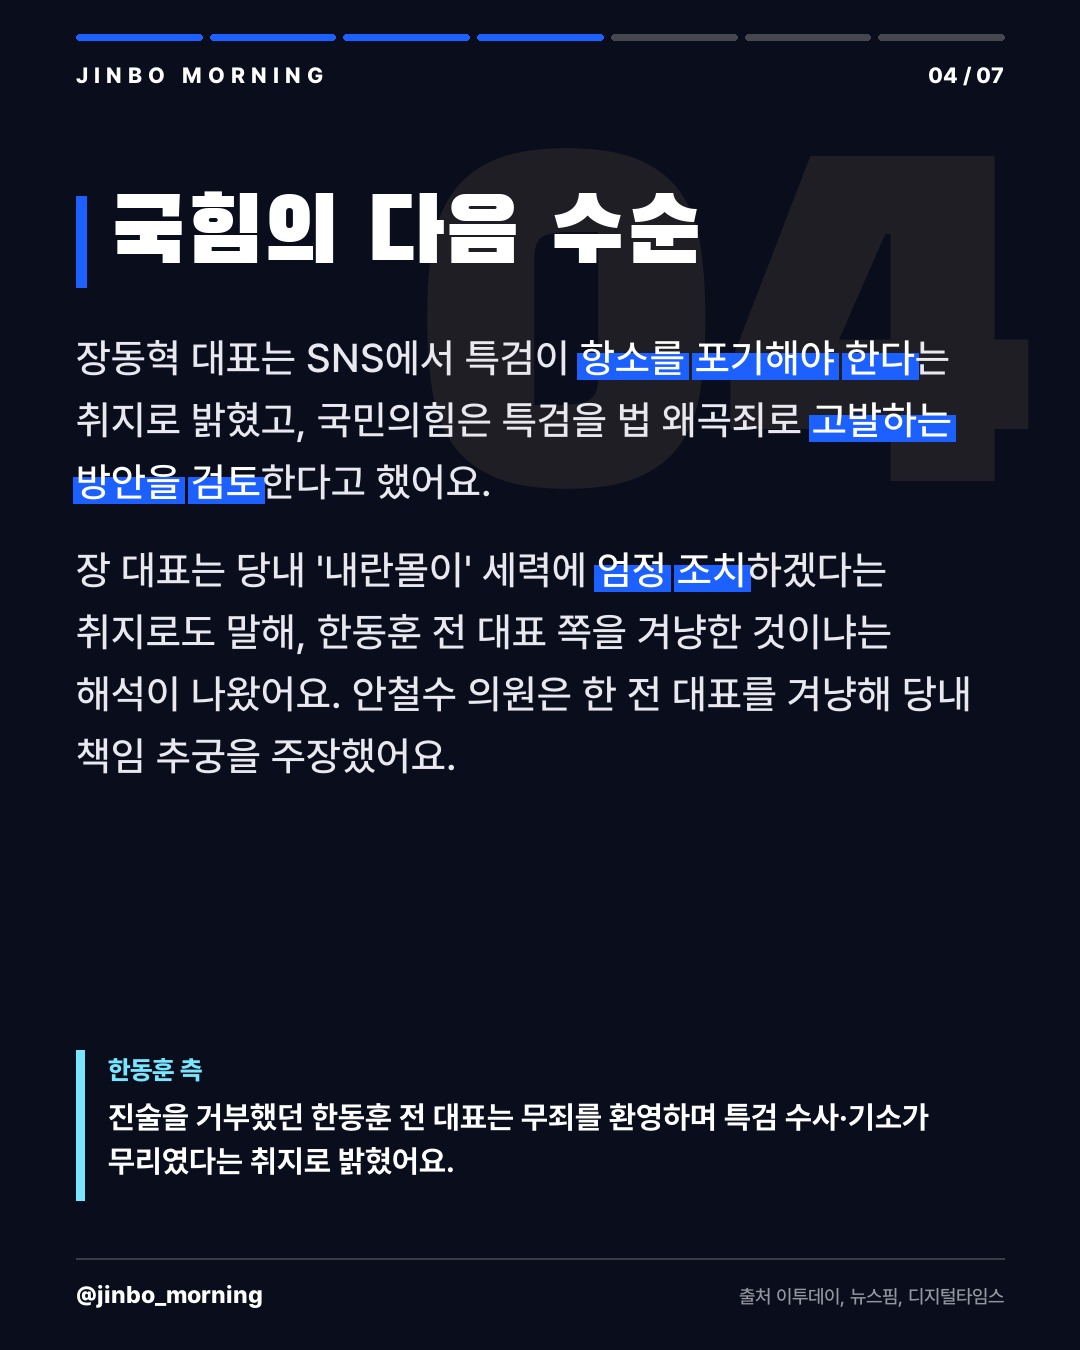 JINBO MORNING
04 / 07
04
국힘의 다음 수순
장동혁 대표는 SNS에서 특검이 항소를 포기해야 한다는
취지로 밝혔고, 국민의힘은 특검을 법 왜곡죄로 고발하는
방안을 검토한다고 했어요.
장 대표는 당내 '내란몰이' 세력에 엄정 조치하겠다는
취지로도 말해, 한동훈 전 대표 쪽을 겨냥한 것이냐는
해석이 나왔어요. 안철수 의원은 한 전 대표를 겨냥해 당내
책임 추궁을 주장했어요.
한동훈 측
진술을 거부했던 한동훈 전 대표는 무죄를 환영하며 특검 수사·기소가
무리였다는 취지로 밝혔어요.
@jinbo_morning
출처 이투데이, 뉴스핌, 디지털타임스